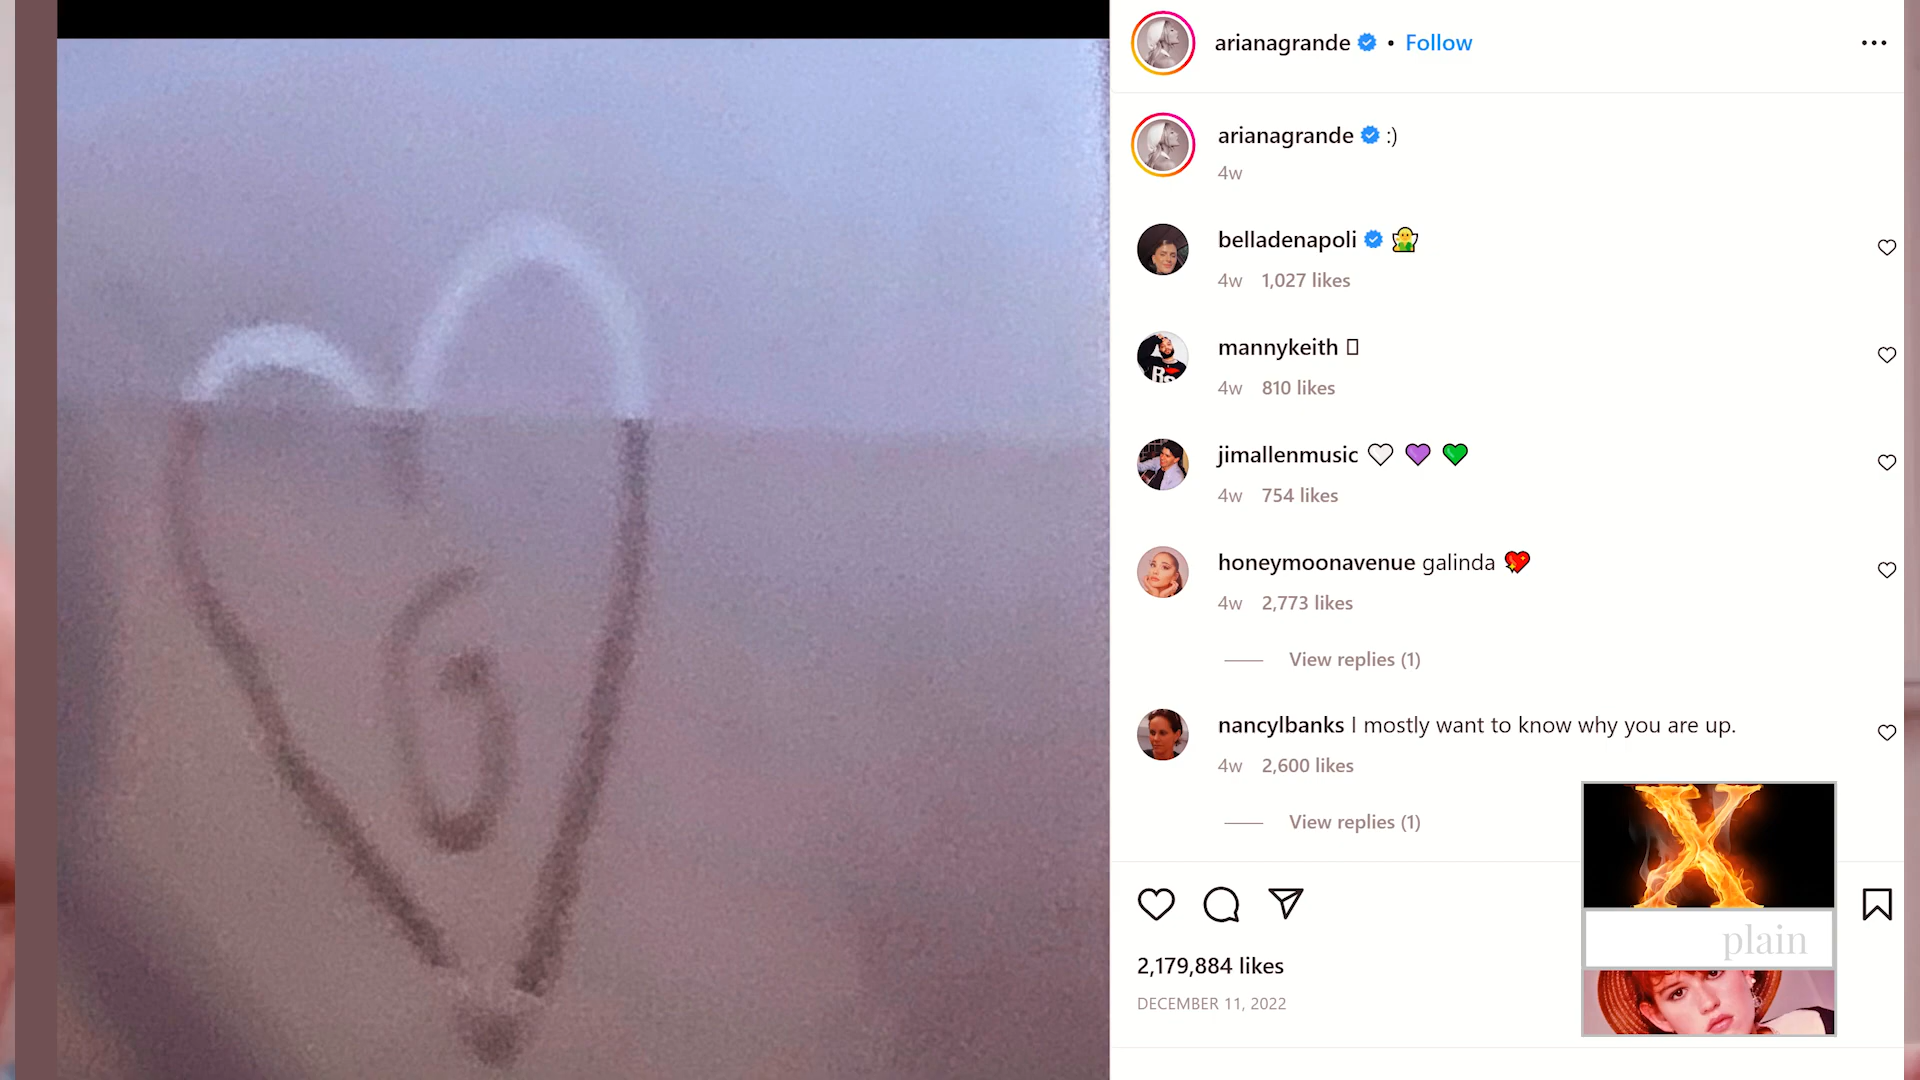 arianagrande • Follow
arianagrande :)
4w
belladenapoli
4w 1,027 likes
mannykeith
4w 810 likes
jimallenmusic 🤍 💜 💚
4w 754 likes
honeymoonavenue galinda 💖
4w 2,773 likes
View replies (1)
nancylbanks I mostly want to know why you are up.
4w 2,600 likes
View replies (1)
X
plain
2,179,884 likes
DECEMBER 11, 2022
G